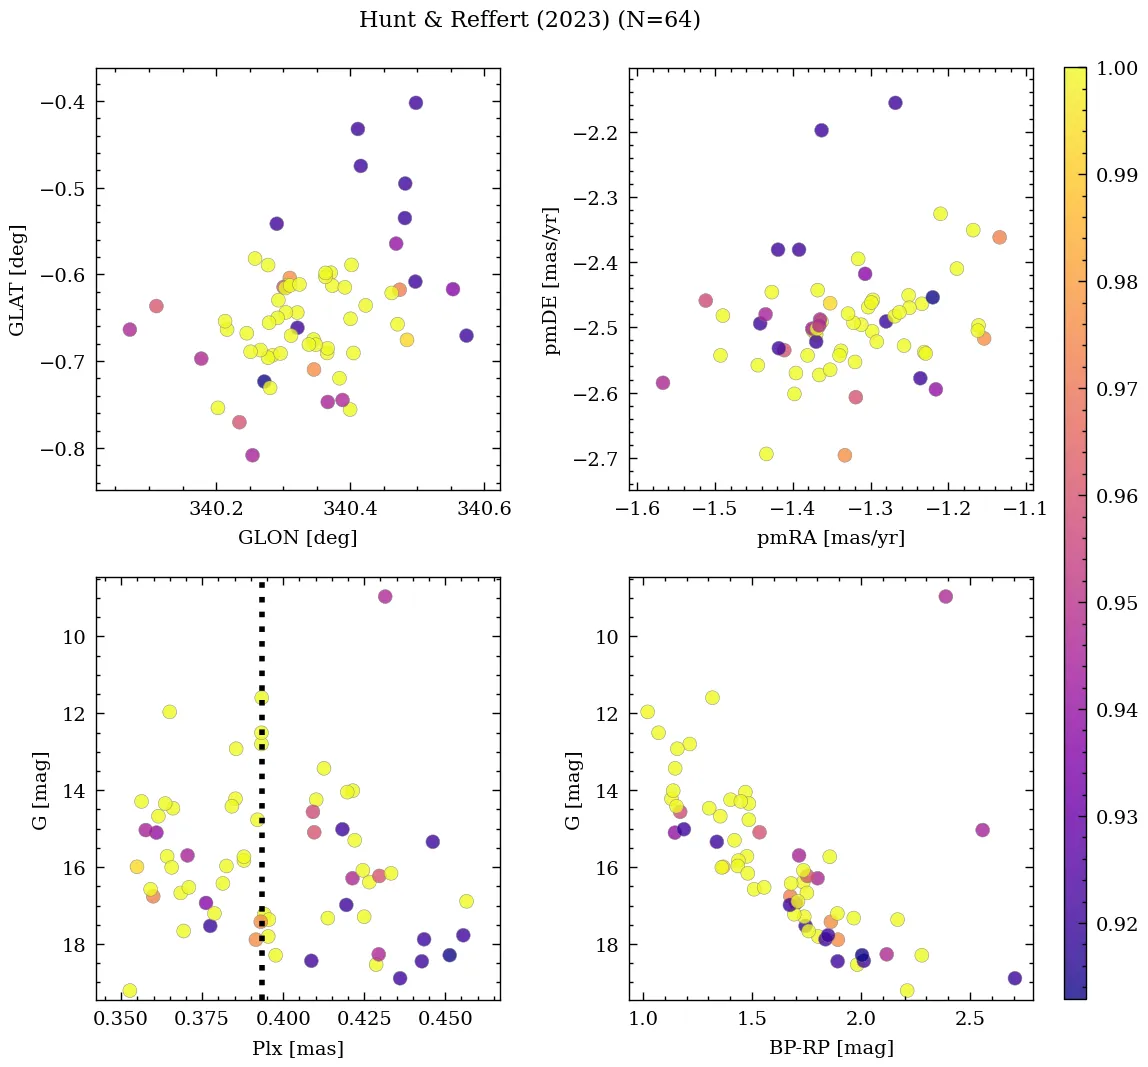 Hunt & Reffert (2023) (N=64)
−0.4
−0.5
−0.6
−0.7
−0.8
GLAT [deg]
340.2 340.4 340.6
GLON [deg]
−2.2
−2.3
−2.4
−2.5
−2.6
−2.7
pmDE [mas/yr]
−1.6 −1.5 −1.4 −1.3 −1.2 −1.1
pmRA [mas/yr]
10
12
14
16
18
G [mag]
0.350 0.375 0.400 0.425 0.450
Plx [mas]
10
12
14
16
18
G [mag]
1.0 1.5 2.0 2.5
BP-RP [mag]
1.00
0.99
0.98
0.97
0.96
0.95
0.94
0.93
0.92